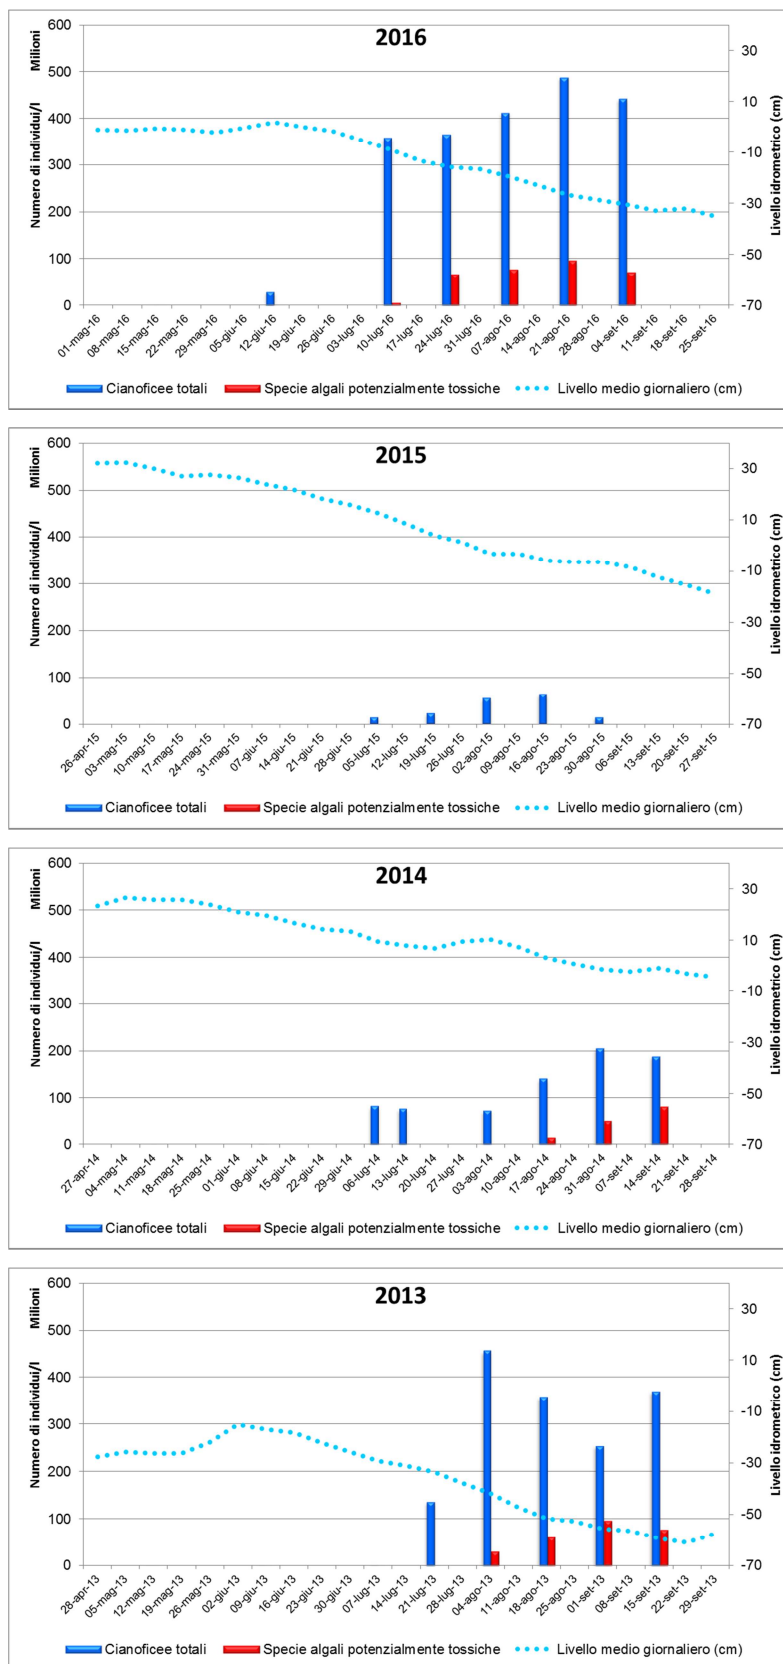 2016
Milioni
Numero di individui/l
600
500
400
300
200
100
0
30
10
-10
-30
-50
-70
Livello idrometrico (cm)
01-mag-16
08-mag-16
15-mag-16
22-mag-16
29-mag-16
05-giu-16
12-giu-16
19-giu-16
26-giu-16
03-lug-16
10-lug-16
17-lug-16
24-lug-16
31-lug-16
07-ago-16
14-ago-16
21-ago-16
28-ago-16
04-set-16
11-set-16
18-set-16
25-set-16
Cianoficee totali Specie algali potenzialmente tossiche Livello medio giornaliero (cm)
2015
Milioni
Numero di individui/l
600
500
400
300
200
100
0
30
10
-10
-30
-50
-70
Livello idrometrico (cm)
26-apr-15
03-mag-15
10-mag-15
17-mag-15
24-mag-15
31-mag-15
07-giu-15
14-giu-15
21-giu-15
28-giu-15
05-lug-15
12-lug-15
19-lug-15
26-lug-15
02-ago-15
09-ago-15
16-ago-15
23-ago-15
30-ago-15
06-set-15
13-set-15
20-set-15
27-set-15
Cianoficee totali Specie algali potenzialmente tossiche Livello medio giornaliero (cm)
2014
Milioni
Numero di individui/l
600
500
400
300
200
100
0
30
10
-10
-30
-50
-70
Livello idrometrico (cm)
27-apr-14
04-mag-14
11-mag-14
18-mag-14
25-mag-14
01-giu-14
08-giu-14
15-giu-14
22-giu-14
29-giu-14
06-lug-14
13-lug-14
20-lug-14
27-lug-14
03-ago-14
10-ago-14
17-ago-14
24-ago-14
31-ago-14
07-set-14
14-set-14
21-set-14
28-set-14
Cianoficee totali Specie algali potenzialmente tossiche Livello medio giornaliero (cm)
2013
Milioni
Numero di individui/l
600
500
400
300
200
100
0
30
10
-10
-30
-50
-70
Livello idrometrico (cm)
28-apr-13
05-mag-13
12-mag-13
19-mag-13
26-mag-13
02-giu-13
09-giu-13
16-giu-13
23-giu-13
30-giu-13
07-lug-13
14-lug-13
21-lug-13
28-lug-13
04-ago-13
11-ago-13
18-ago-13
25-ago-13
01-set-13
08-set-13
15-set-13
22-set-13
29-set-13
Cianoficee totali Specie algali potenzialmente tossiche Livello medio giornaliero (cm)